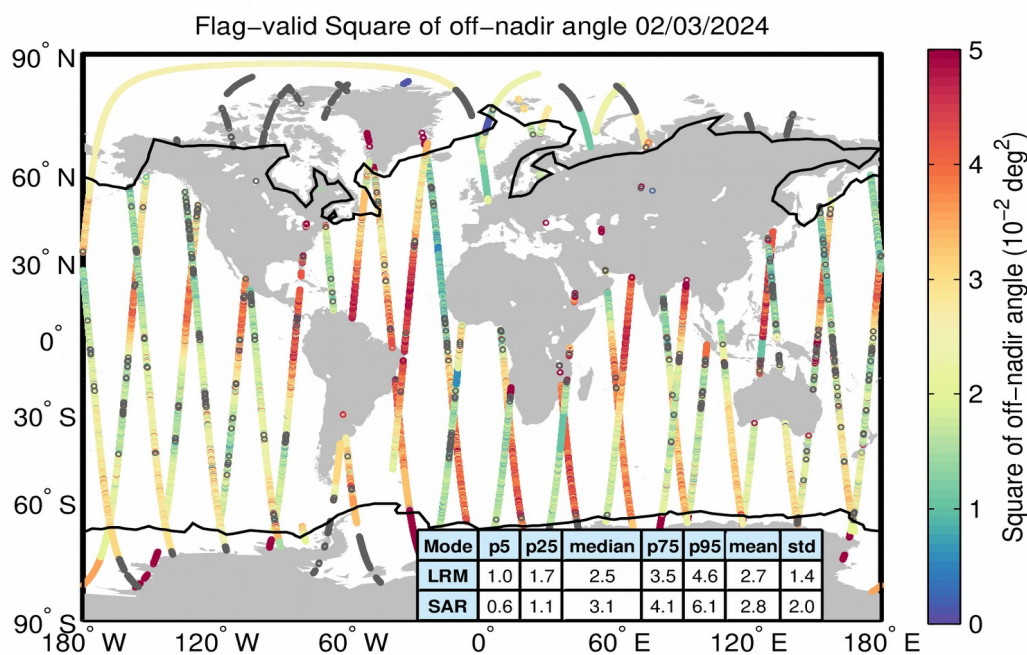 Flag-valid Square of off-nadir angle 02/03/2024
90° N
60° N
30° N
0°
30° S
60° S
90° S
180° W
120° W
60° W
0°
60° E
120° E
180° E
Mode p5 p25 median p75 p95 mean std
LRM 1.0 1.7 2.5 3.5 4.6 2.7 1.4
SAR 0.6 1.1 3.1 4.1 6.1 2.8 2.0
5
4
3
2
1
0
Square of off-nadir angle (10⁻² deg²)